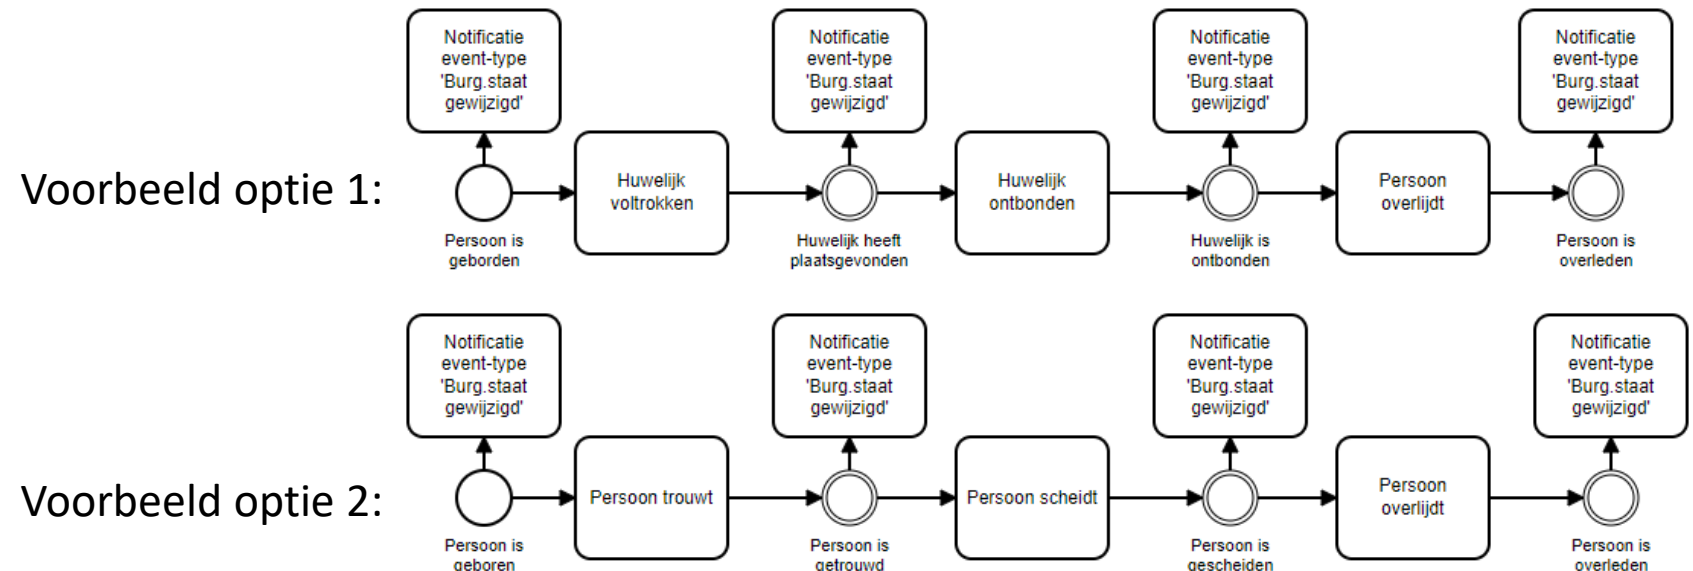 Notificatie
event-type
'Burg.staat
gewijzigd'
Notificatie
event-type
'Burg.staat
gewijzigd'
Notificatie
event-type
'Burg.staat
gewijzigd'
Notificatie
event-type
'Burg.staat
gewijzigd'
Voorbeeld optie 1:
Huwelijk
voltrokken
Huwelijk
ontbonden
Persoon
overlijdt
Persoon is
geborden
Huwelijk heeft
plaatsgevonden
Huwelijk is
ontbonden
Persoon is
overleden
Notificatie
event-type
'Burg.staat
gewijzigd'
Notificatie
event-type
'Burg.staat
gewijzigd'
Notificatie
event-type
'Burg.staat
gewijzigd'
Notificatie
event-type
'Burg.staat
gewijzigd'
Voorbeeld optie 2:
Persoon trouwt
Persoon scheidt
Persoon
overlijdt
Persoon is
geboren
Persoon is
getrouwd
Persoon is
gescheiden
Persoon is
overleden